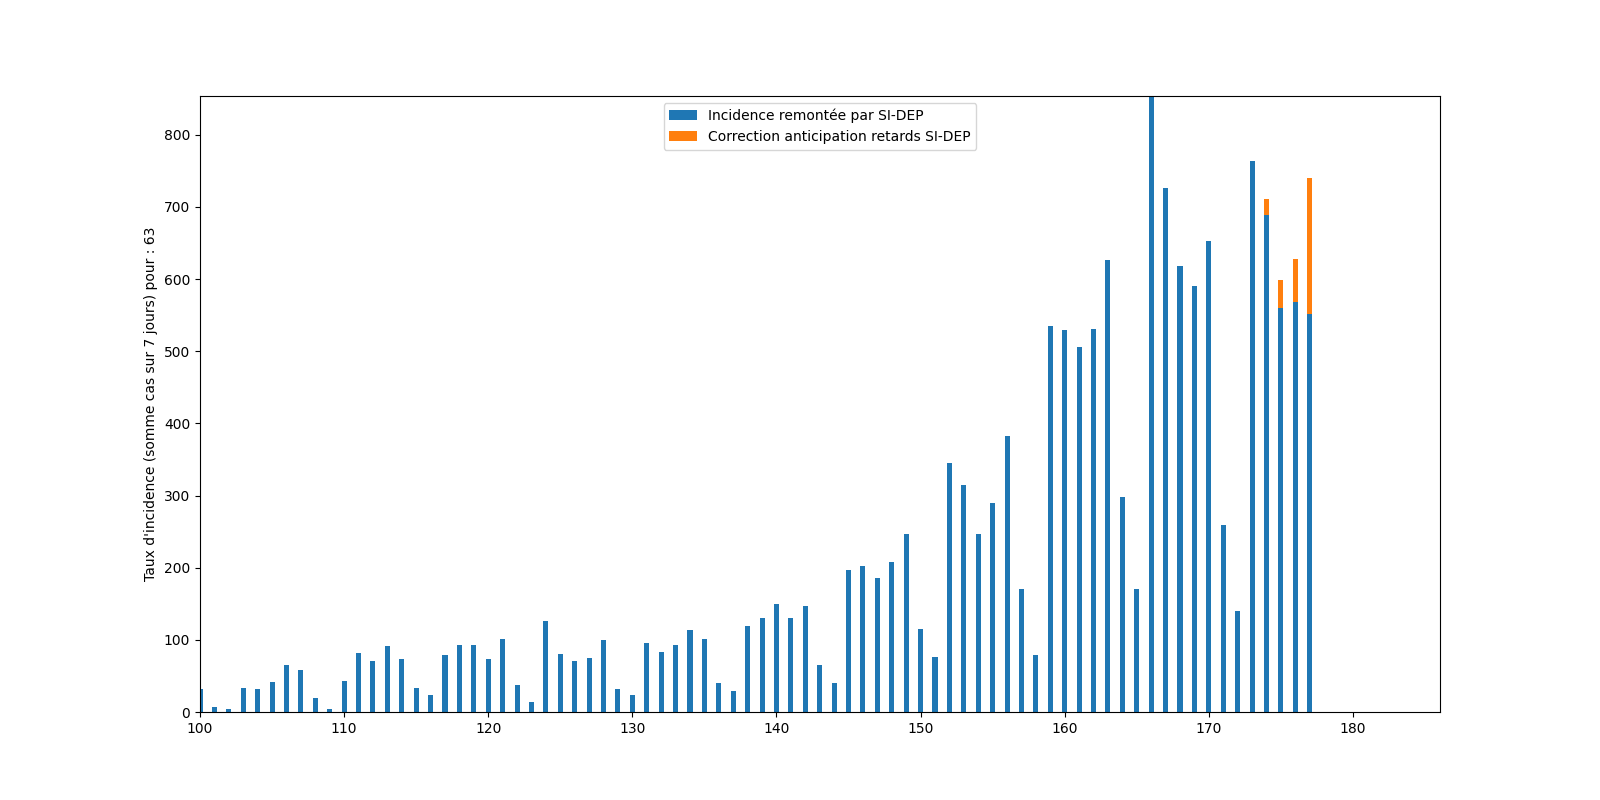 Incidence remontée par SI-DEP
Correction anticipation retards SI-DEP
Taux d'incidence (somme cas sur 7 jours) pour : 63
800
700
600
500
400
300
200
100
0
100 110 120 130 140 150 160 170 180